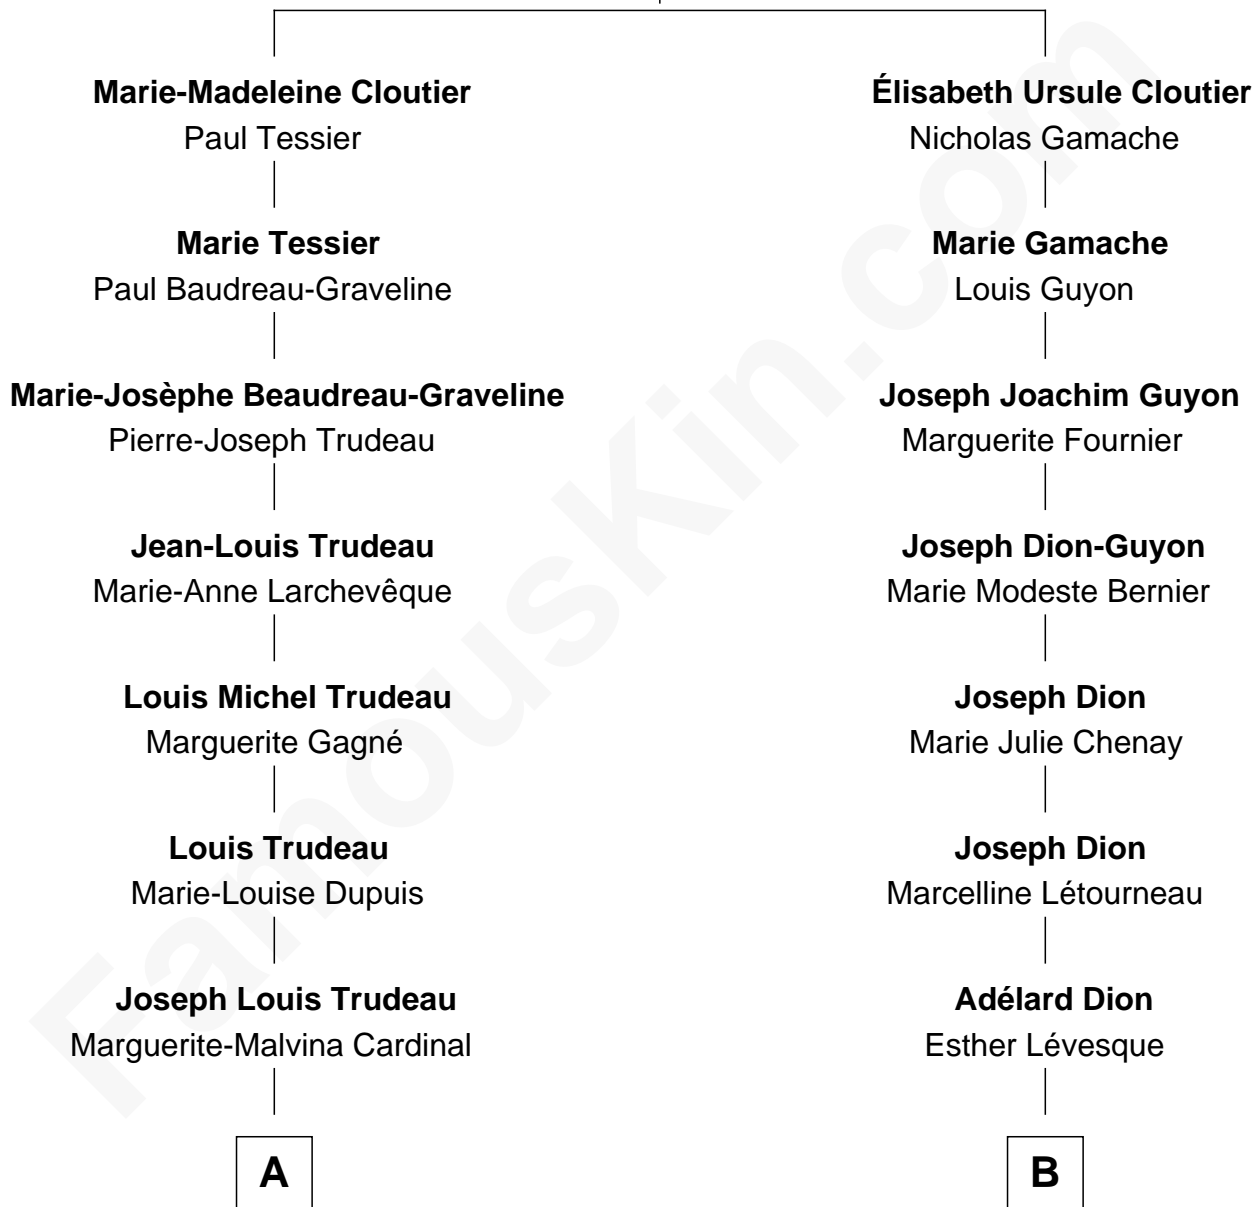 Marie-Madeleine Cloutier
Paul Tessier
Marie Tessier
Paul Baudreau-Graveline
Marie-Josèphe Beaudreau-Graveline
Pierre-Joseph Trudeau
Jean-Louis Trudeau
Marie-Anne Larchevêque
Louis Michel Trudeau
Marguerite Gagné
Louis Trudeau
Marie-Louise Dupuis
Joseph Louis Trudeau
Marguerite-Malvina Cardinal
A
Élisabeth Ursule Cloutier
Nicholas Gamache
Marie Gamache
Louis Guyon
Joseph Joachim Guyon
Marguerite Fournier
Joseph Dion-Guyon
Marie Modeste Bernier
Joseph Dion
Marie Julie Chenay
Joseph Dion
Marcelline Létourneau
Adélard Dion
Esther Lévesque
B
FamousKin.com